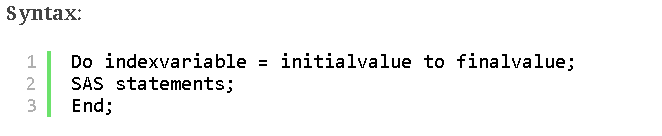 Syntax:
1 Do indexvariable = initialvalue to finalvalue;
2 SAS statements;
3 End;